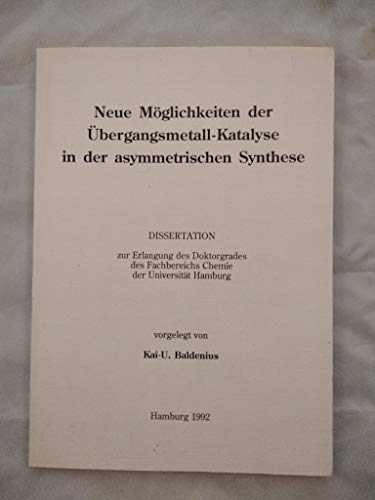 Neue Möglichkeiten der
Übergangsmetall-Katalyse
in der asymmetrischen Synthese
DISSERTATION
zur Erlangung des Doktorgrades
des Fachbereichs Chemie
der Universität Hamburg
vorgelegt von
Kai-U. Baldenius
Hamburg 1992